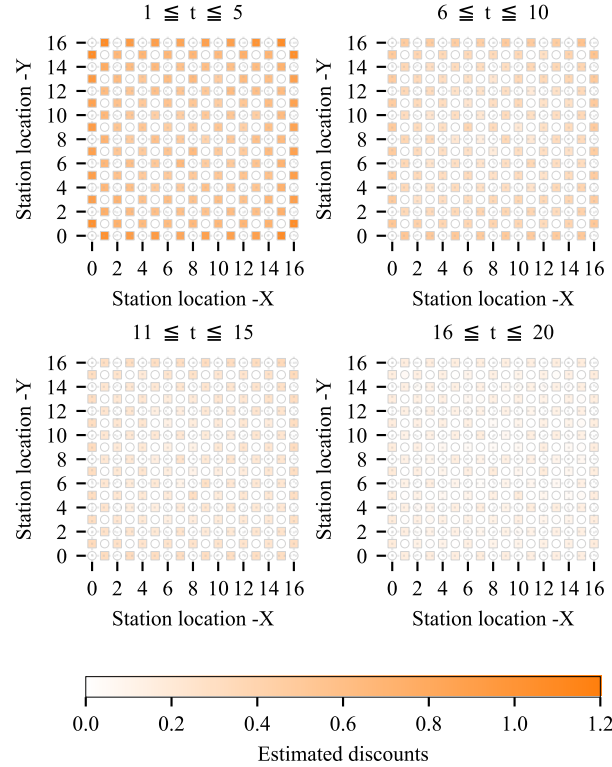 1 ≦ t ≦ 5
6 ≦ t ≦ 10
Station location -Y
16
14
12
10
8
6
4
2
0
0 2 4 6 8 10 12 14 16
Station location -X
Station location -Y
16
14
12
10
8
6
4
2
0
0 2 4 6 8 10 12 14 16
Station location -X
11 ≦ t ≦ 15
16 ≦ t ≦ 20
Station location -Y
16
14
12
10
8
6
4
2
0
0 2 4 6 8 10 12 14 16
Station location -X
Station location -Y
16
14
12
10
8
6
4
2
0
0 2 4 6 8 10 12 14 16
Station location -X
0.0 0.2 0.4 0.6 0.8 1.0 1.2
Estimated discounts